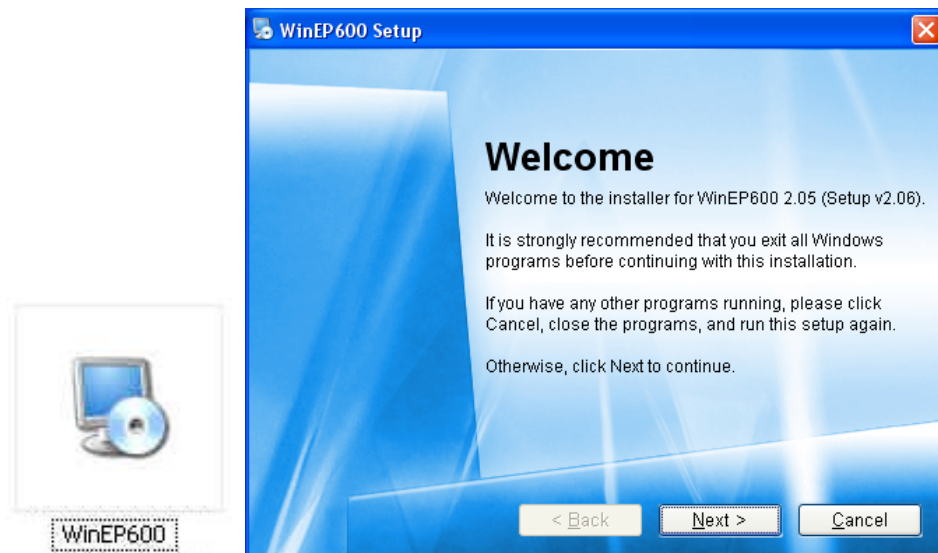 WinEP600 Setup
Welcome
Welcome to the installer for WinEP600 2.05 (Setup v2.06).
It is strongly recommended that you exit all Windows
programs before continuing with this installation.
If you have any other programs running, please click
Cancel, close the programs, and run this setup again.
Otherwise, click Next to continue.
< Back
Next >
Cancel
WinEP600